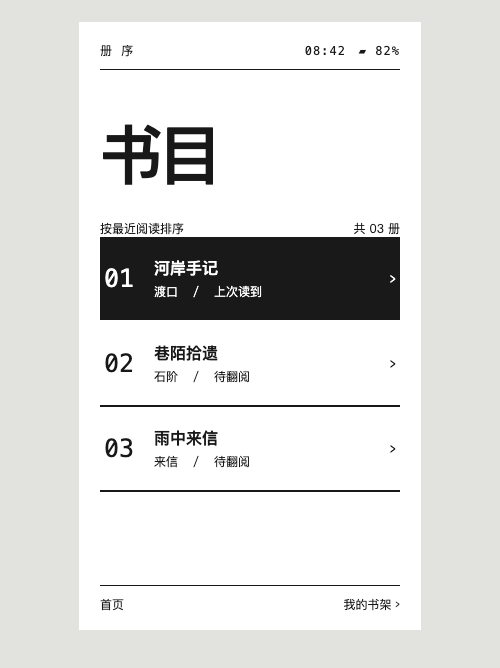 册 序 08:42 ▰ 82%
书目
按最近阅读排序 共 03 册
01 河岸手记 >
渡口 / 上次读到
02 巷陌拾遗 >
石阶 / 待翻阅
03 雨中来信 >
来信 / 待翻阅
首页 我的书架 >